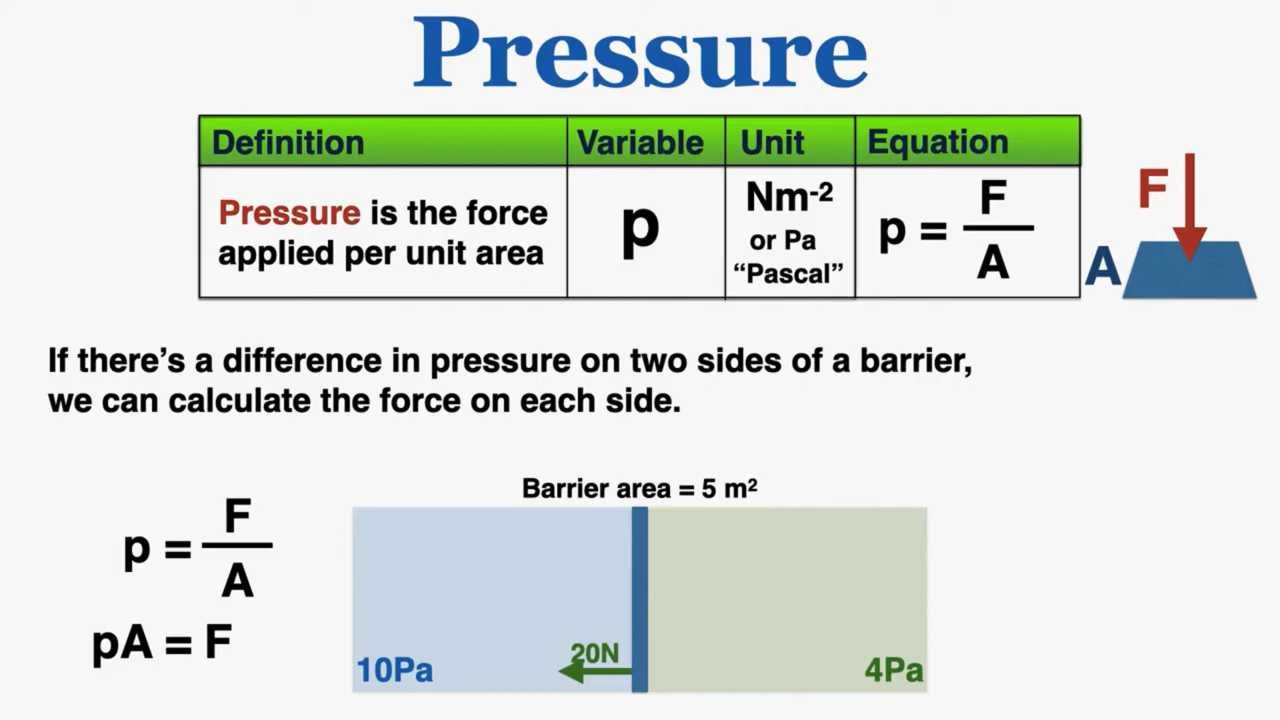 Pressure
Definition Variable Unit Equation
Pressure is the force
applied per unit area
p
Nm-2
or Pa
“Pascal”
p = F
A
F
A
If there’s a difference in pressure on two sides of a barrier,
we can calculate the force on each side.
Barrier area = 5 m²
p = F
A
pA = F
10Pa
20N
4Pa